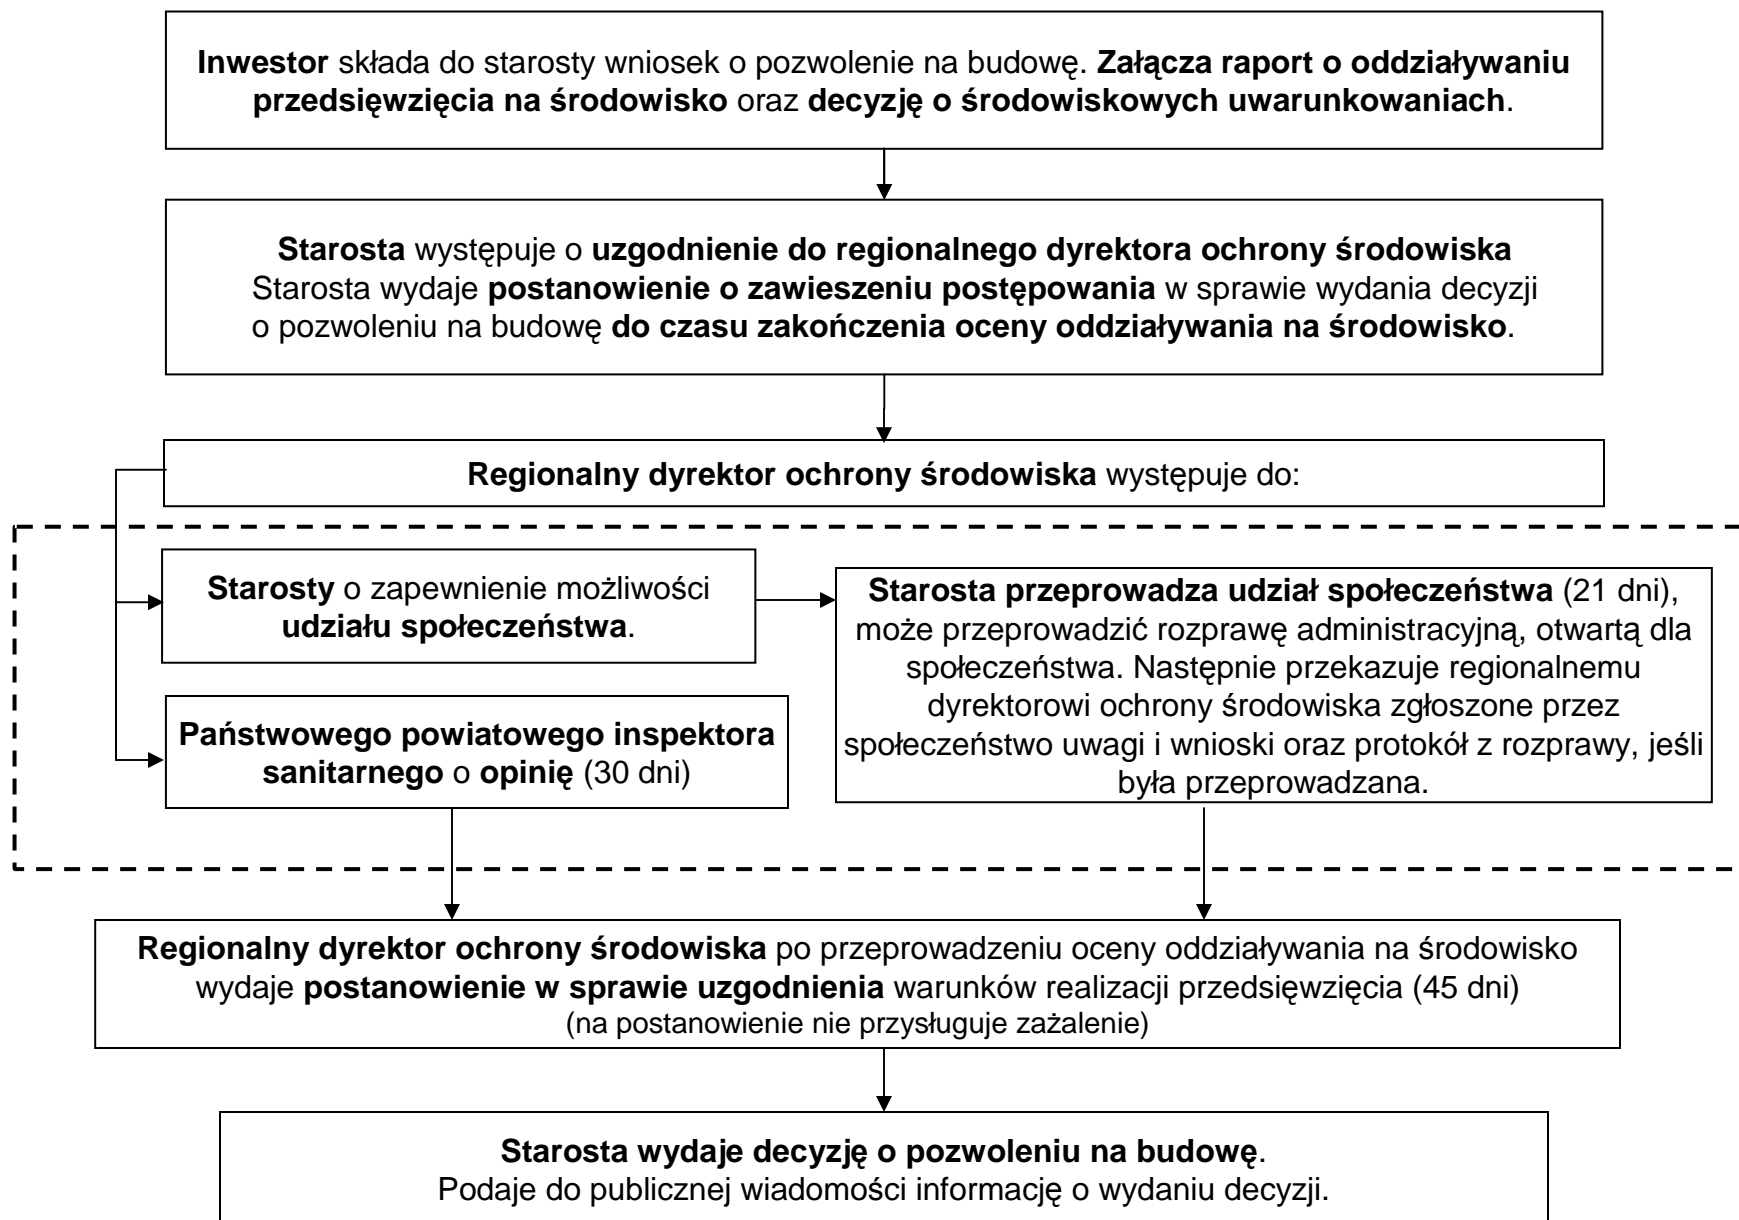 Inwestor składa do starosty wniosek o pozwolenie na budowę. Załącza raport o oddziaływaniu
przedsięwzięcia na środowisko oraz decyzję o środowiskowych uwarunkowaniach.
Starosta występuje o uzgodnienie do regionalnego dyrektora ochrony środowiska
Starosta wydaje postanowienie o zawieszeniu postępowania w sprawie wydania decyzji
o pozwoleniu na budowę do czasu zakończenia oceny oddziaływania na środowisko.
Regionalny dyrektor ochrony środowiska występuje do:
Starosty o zapewnienie możliwości
udziału społeczeństwa.
Starosta przeprowadza udział społeczeństwa (21 dni),
może przeprowadzić rozprawę administracyjną, otwartą dla
społeczeństwa. Następnie przekazuje regionalnemu
dyrektorowi ochrony środowiska zgłoszone przez
społeczeństwo uwagi i wnioski oraz protokół z rozprawy, jeśli
była przeprowadzana.
Państwowego powiatowego inspektora
sanitarnego o opinię (30 dni)
Regionalny dyrektor ochrony środowiska po przeprowadzeniu oceny oddziaływania na środowisko
wydaje postanowienie w sprawie uzgodnienia warunków realizacji przedsięwzięcia (45 dni)
(na postanowienie nie przysługuje zażalenie)
Starosta wydaje decyzję o pozwoleniu na budowę.
Podaje do publicznej wiadomości informację o wydaniu decyzji.